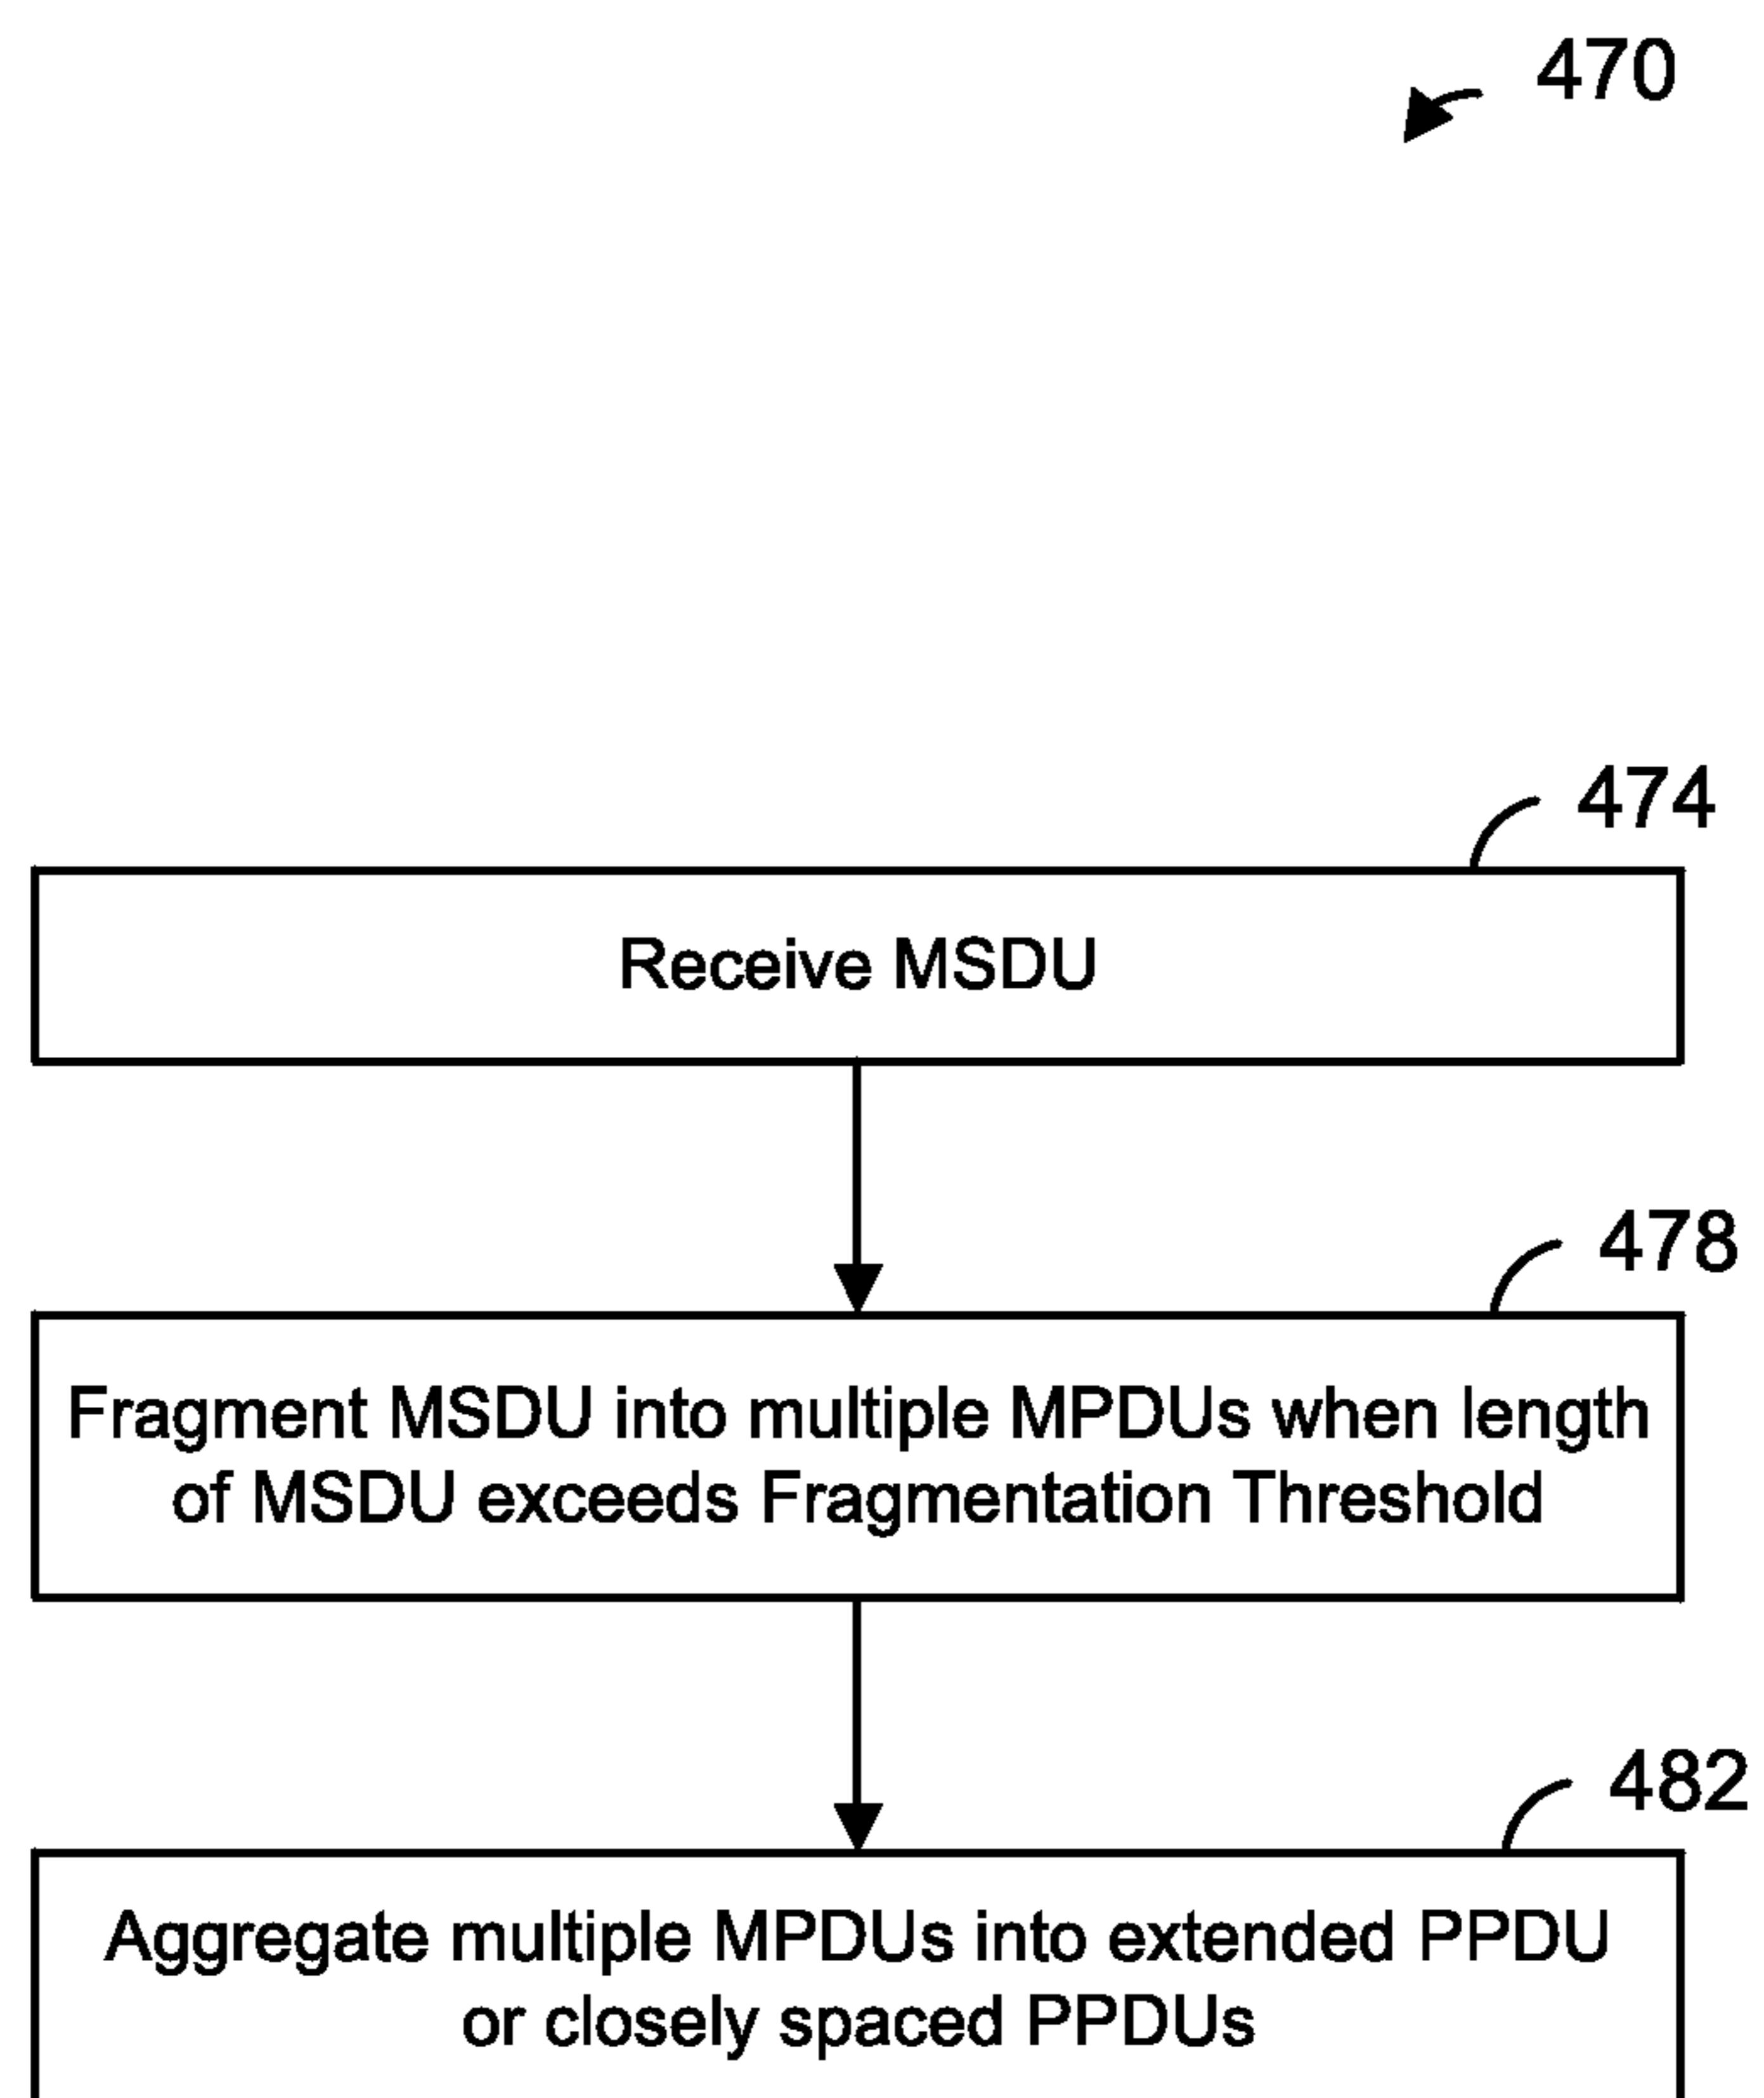 470
474
Receive MSDU
478
Fragment MSDU into multiple MPDUs when length
of MSDU exceeds Fragmentation Threshold
482
Aggregate multiple MPDUs into extended PPDU
or closely spaced PPDUs